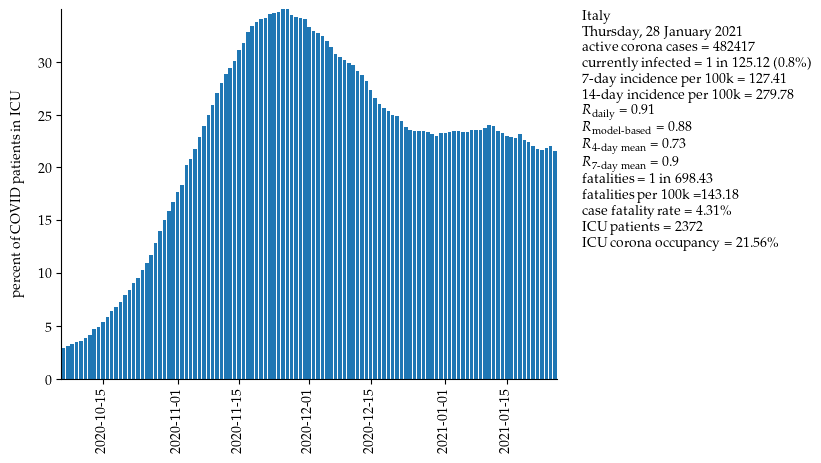 percent of COVID patients in ICU
30
25
20
15
10
5
0
2020-10-15
2020-11-01
2020-11-15
2020-12-01
2020-12-15
2021-01-01
2021-01-15
Italy
Thursday, 28 January 2021
active corona cases = 482417
currently infected = 1 in 125.12 (0.8%)
7-day incidence per 100k = 127.41
14-day incidence per 100k = 279.78
R daily = 0.91
R model-based = 0.88
R 4-day mean = 0.73
R 7-day mean = 0.9
fatalities = 1 in 698.43
fatalities per 100k =143.18
case fatality rate = 4.31%
ICU patients = 2372
ICU corona occupancy = 21.56%